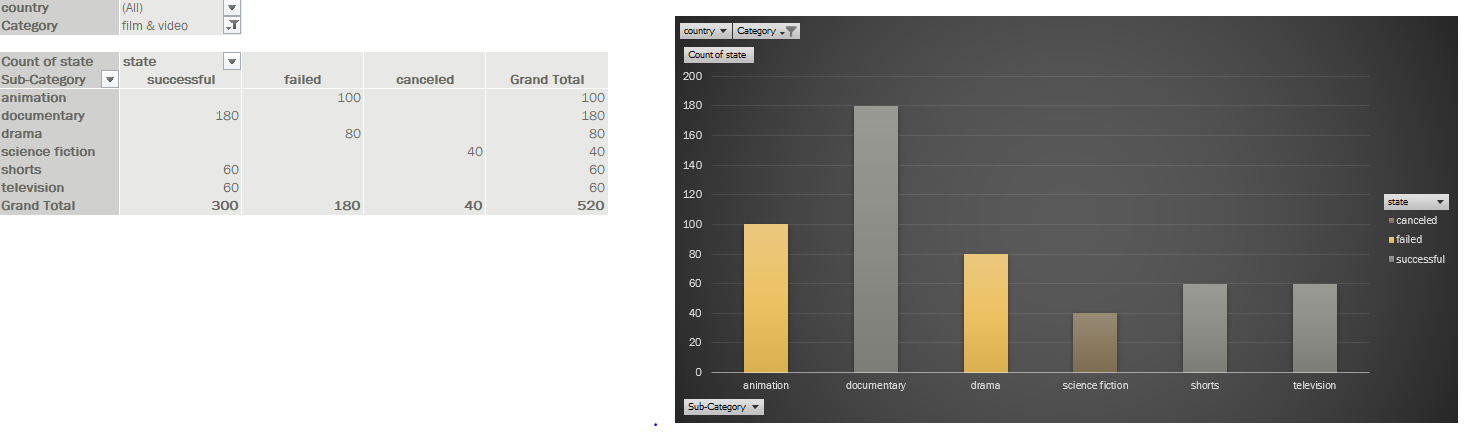 country (All)
Category film & video
Count of state state
Sub-Category successful failed canceled Grand Total
animation 100 100
documentary 180 180
drama 80 80
science fiction 40 40
shorts 60 60
television 60 60
Grand Total 300 180 40 520
country Category
Count of state
200
180
160
140
120
100
80
60
40
20
0
animation documentary drama science fiction shorts television
Sub-Category
state
canceled
failed
successful